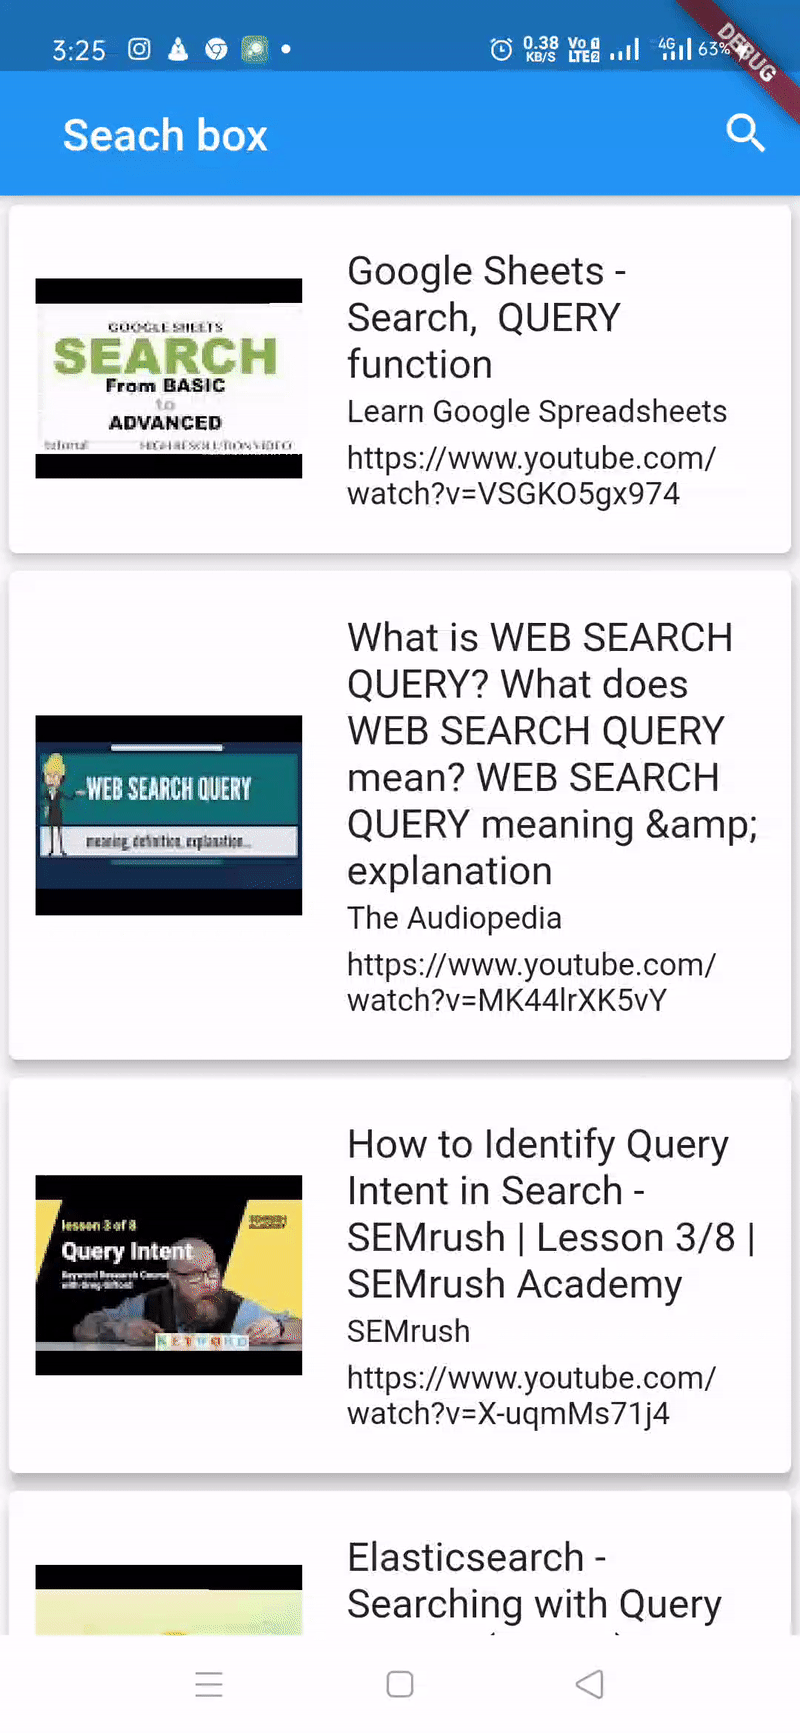 3:25
0.38
KB/S
Vo
LTE2
4G
63%
DEBUG
Seach box
GOOGLE SHEETS
SEARCH
From BASIC
to
ADVANCED
tutorial HIGH RESOLUTION VIDEO
Google Sheets -
Search,  QUERY
function
Learn Google Spreadsheets
https://www.youtube.com/
watch?v=VSGKO5gx974
WEB SEARCH QUERY
meaning, definition, explanation...
What is WEB SEARCH
QUERY? What does
WEB SEARCH QUERY
mean? WEB SEARCH
QUERY meaning &amp;
explanation
The Audiopedia
https://www.youtube.com/
watch?v=MK44lrXK5vY
lesson 3 of 8
Query Intent
Keyword Research Course
KEYWORD
How to Identify Query
Intent in Search -
SEMrush | Lesson 3/8 |
SEMrush Academy
SEMrush
https://www.youtube.com/
watch?v=X-uqmMs71j4
Elasticsearch -
Searching with Query